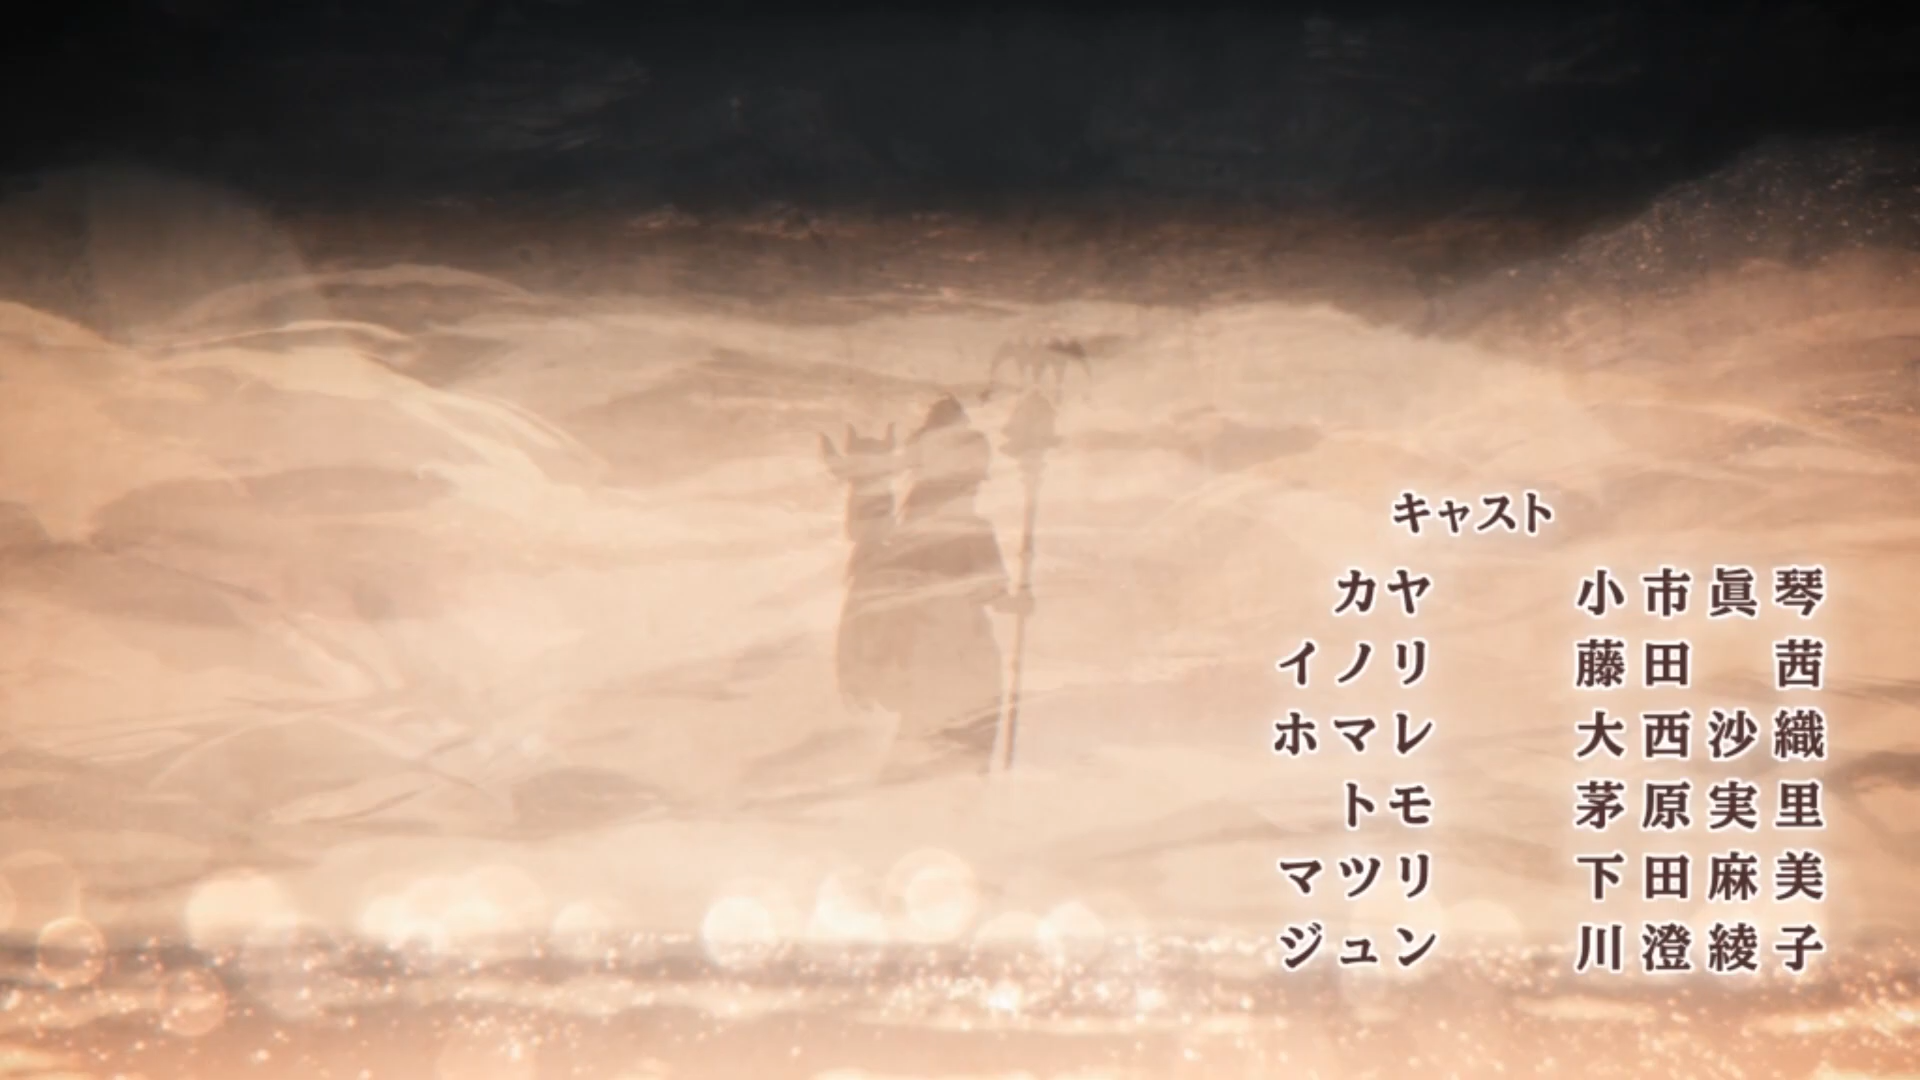 キャスト
カヤ 小市眞琴
イノリ 藤田 茜
ホマレ 大西沙織
トモ 茅原実里
マツリ 下田麻美
ジュン 川澄綾子